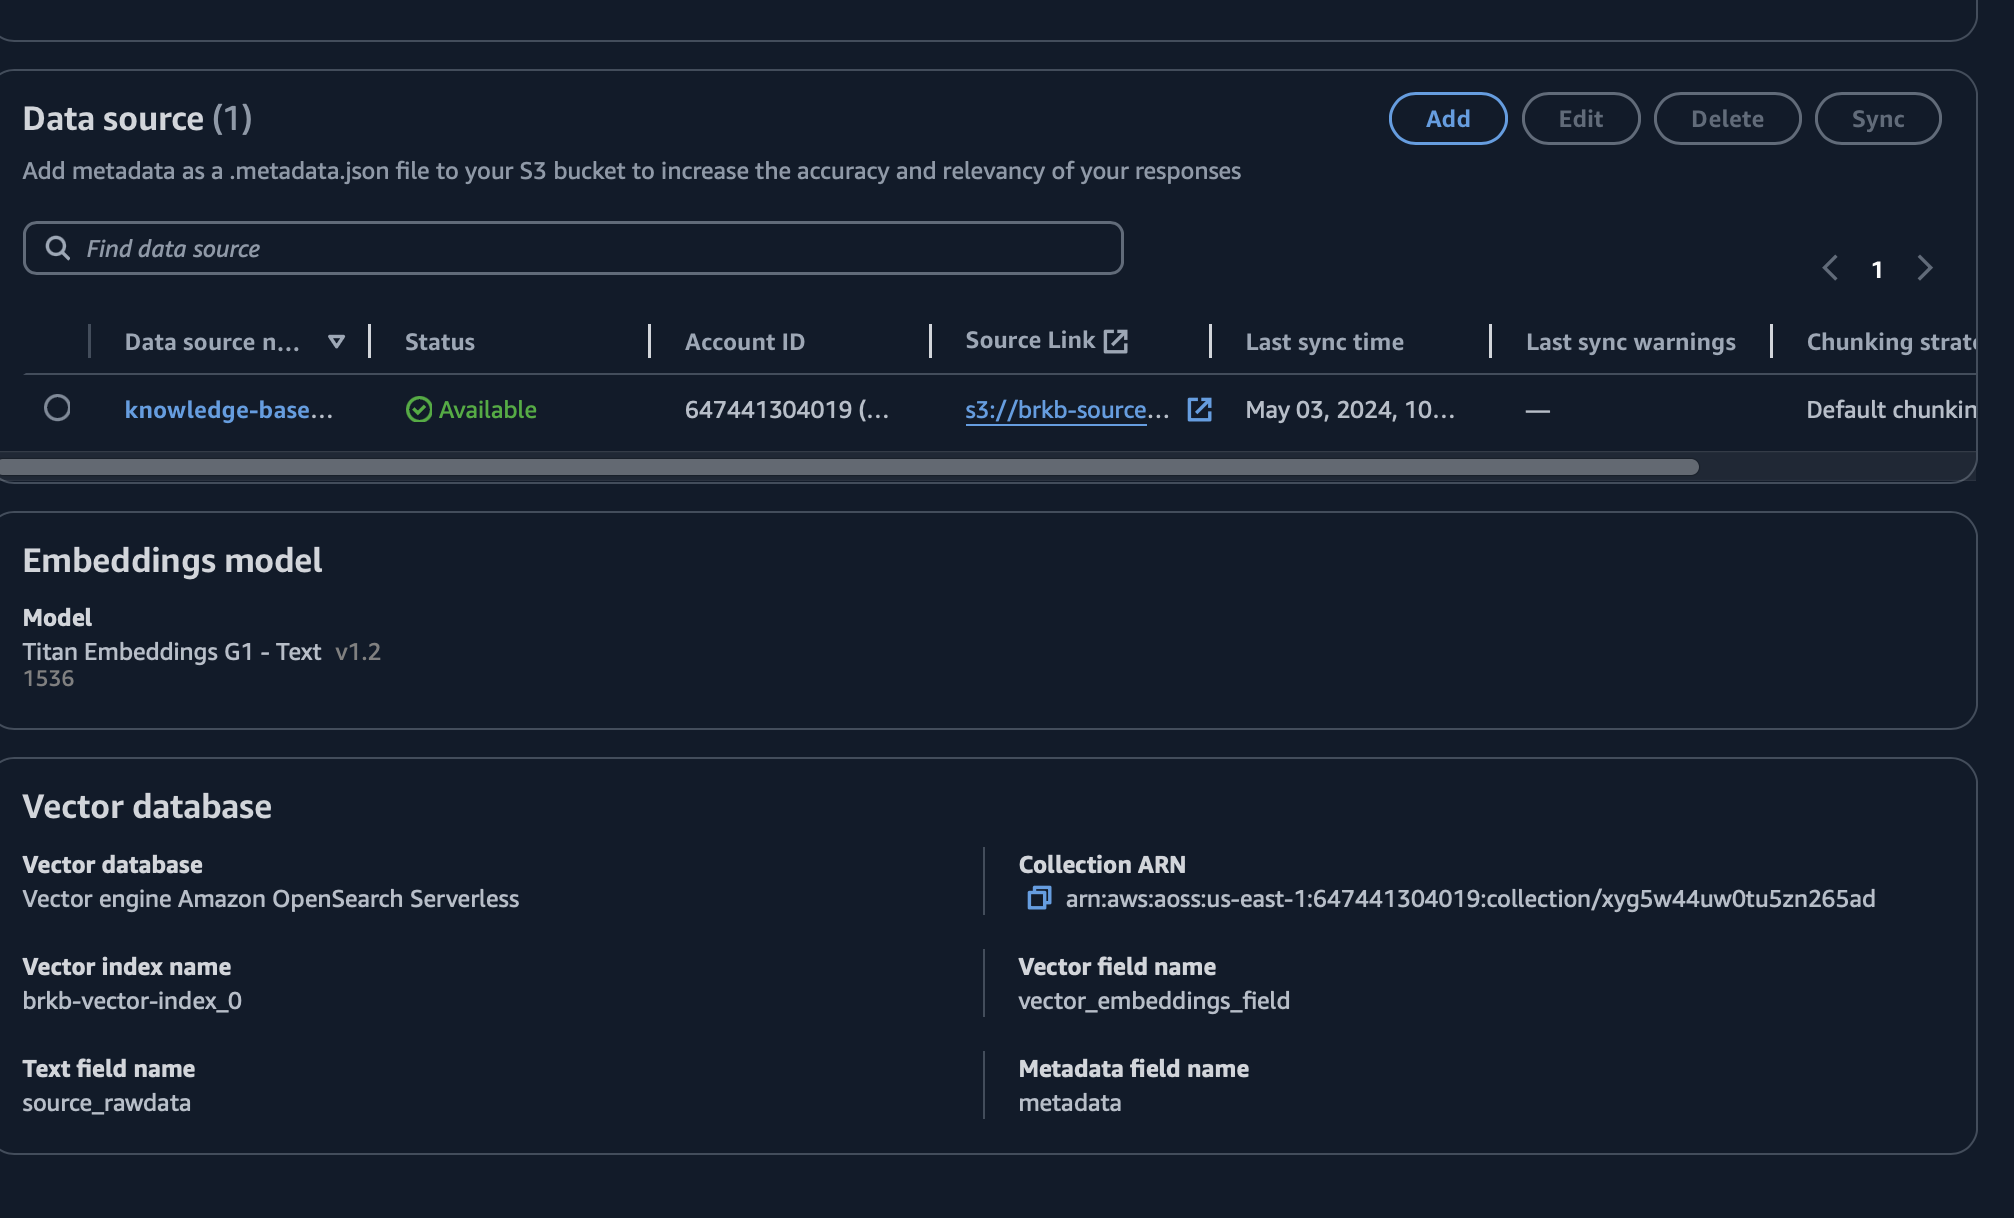 Data source (1)
Add Edit Delete Sync
Add metadata as a .metadata.json file to your S3 bucket to increase the accuracy and relevancy of your responses
Find data source
1
Data source n... Status Account ID Source Link Last sync time Last sync warnings Chunking strate
knowledge-base... Available 647441304019 (... s3://brkb-source... May 03, 2024, 10... — Default chunkin
Embeddings model
Model
Titan Embeddings G1 - Text v1.2
1536
Vector database
Vector database
Vector engine Amazon OpenSearch Serverless
Collection ARN
arn:aws:aoss:us-east-1:647441304019:collection/xyg5w44uw0tu5zn265ad
Vector index name
brkb-vector-index_0
Vector field name
vector_embeddings_field
Text field name
source_rawdata
Metadata field name
metadata